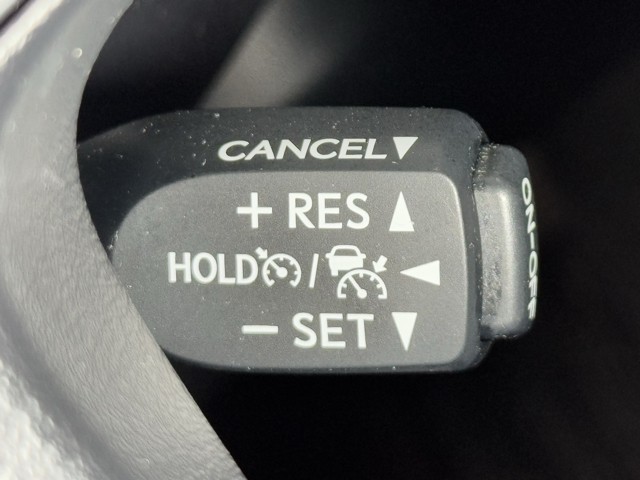 CANCEL▼
+ RES ▲
HOLD / ◀
− SET ▼
ON–OFF